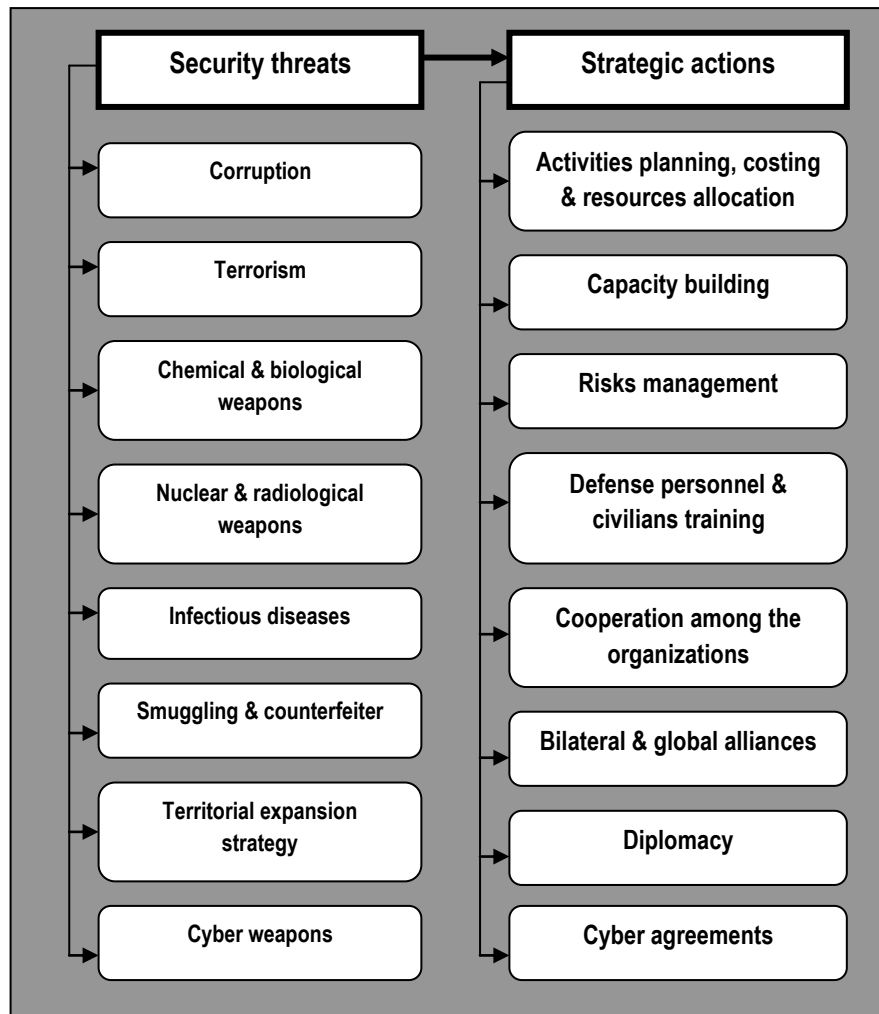 Security threats
Corruption
Terrorism
Chemical & biological
weapons
Nuclear & radiological
weapons
Infectious diseases
Smuggling & counterfeiter
Territorial expansion
strategy
Cyber weapons
Strategic actions
Activities planning, costing
& resources allocation
Capacity building
Risks management
Defense personnel &
civilians training
Cooperation among the
organizations
Bilateral & global alliances
Diplomacy
Cyber agreements